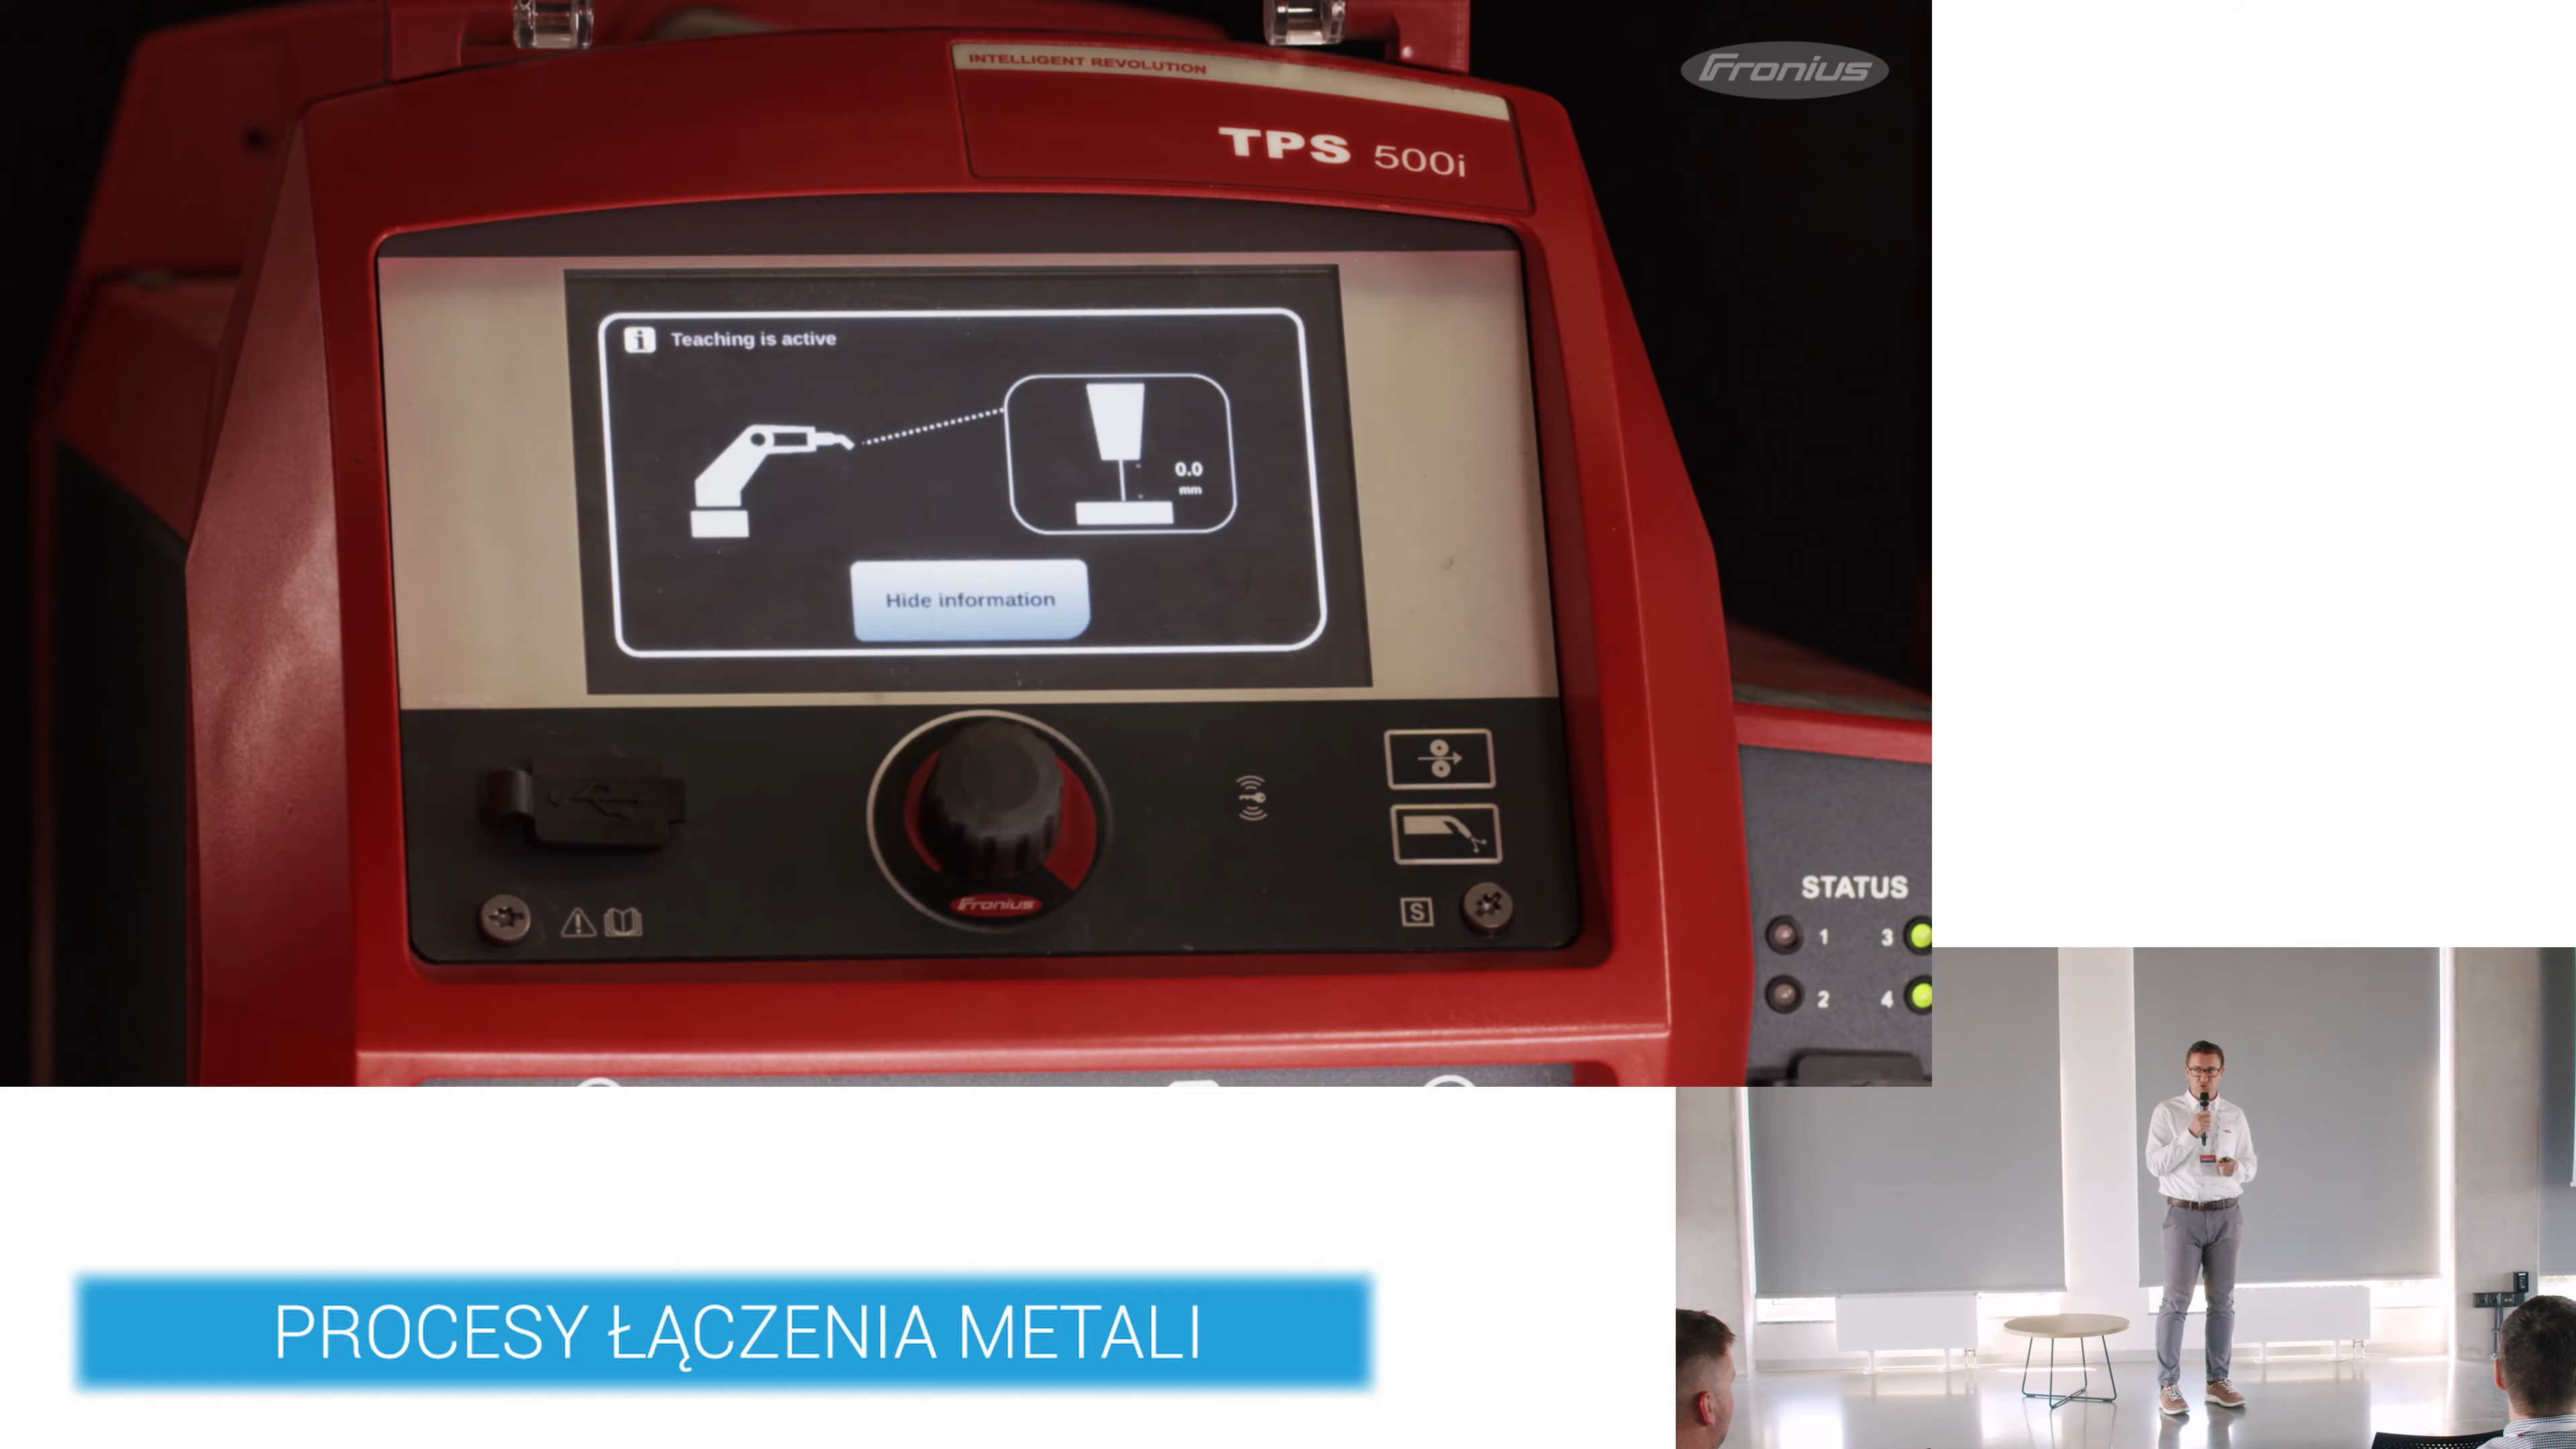 Fronius
INTELLIGENT REVOLUTION
TPS 500i
i Teaching is active
0.0
mm
Hide information
Fronius
S
STATUS
1 3
2 4
PROCESY ŁĄCZENIA METALI